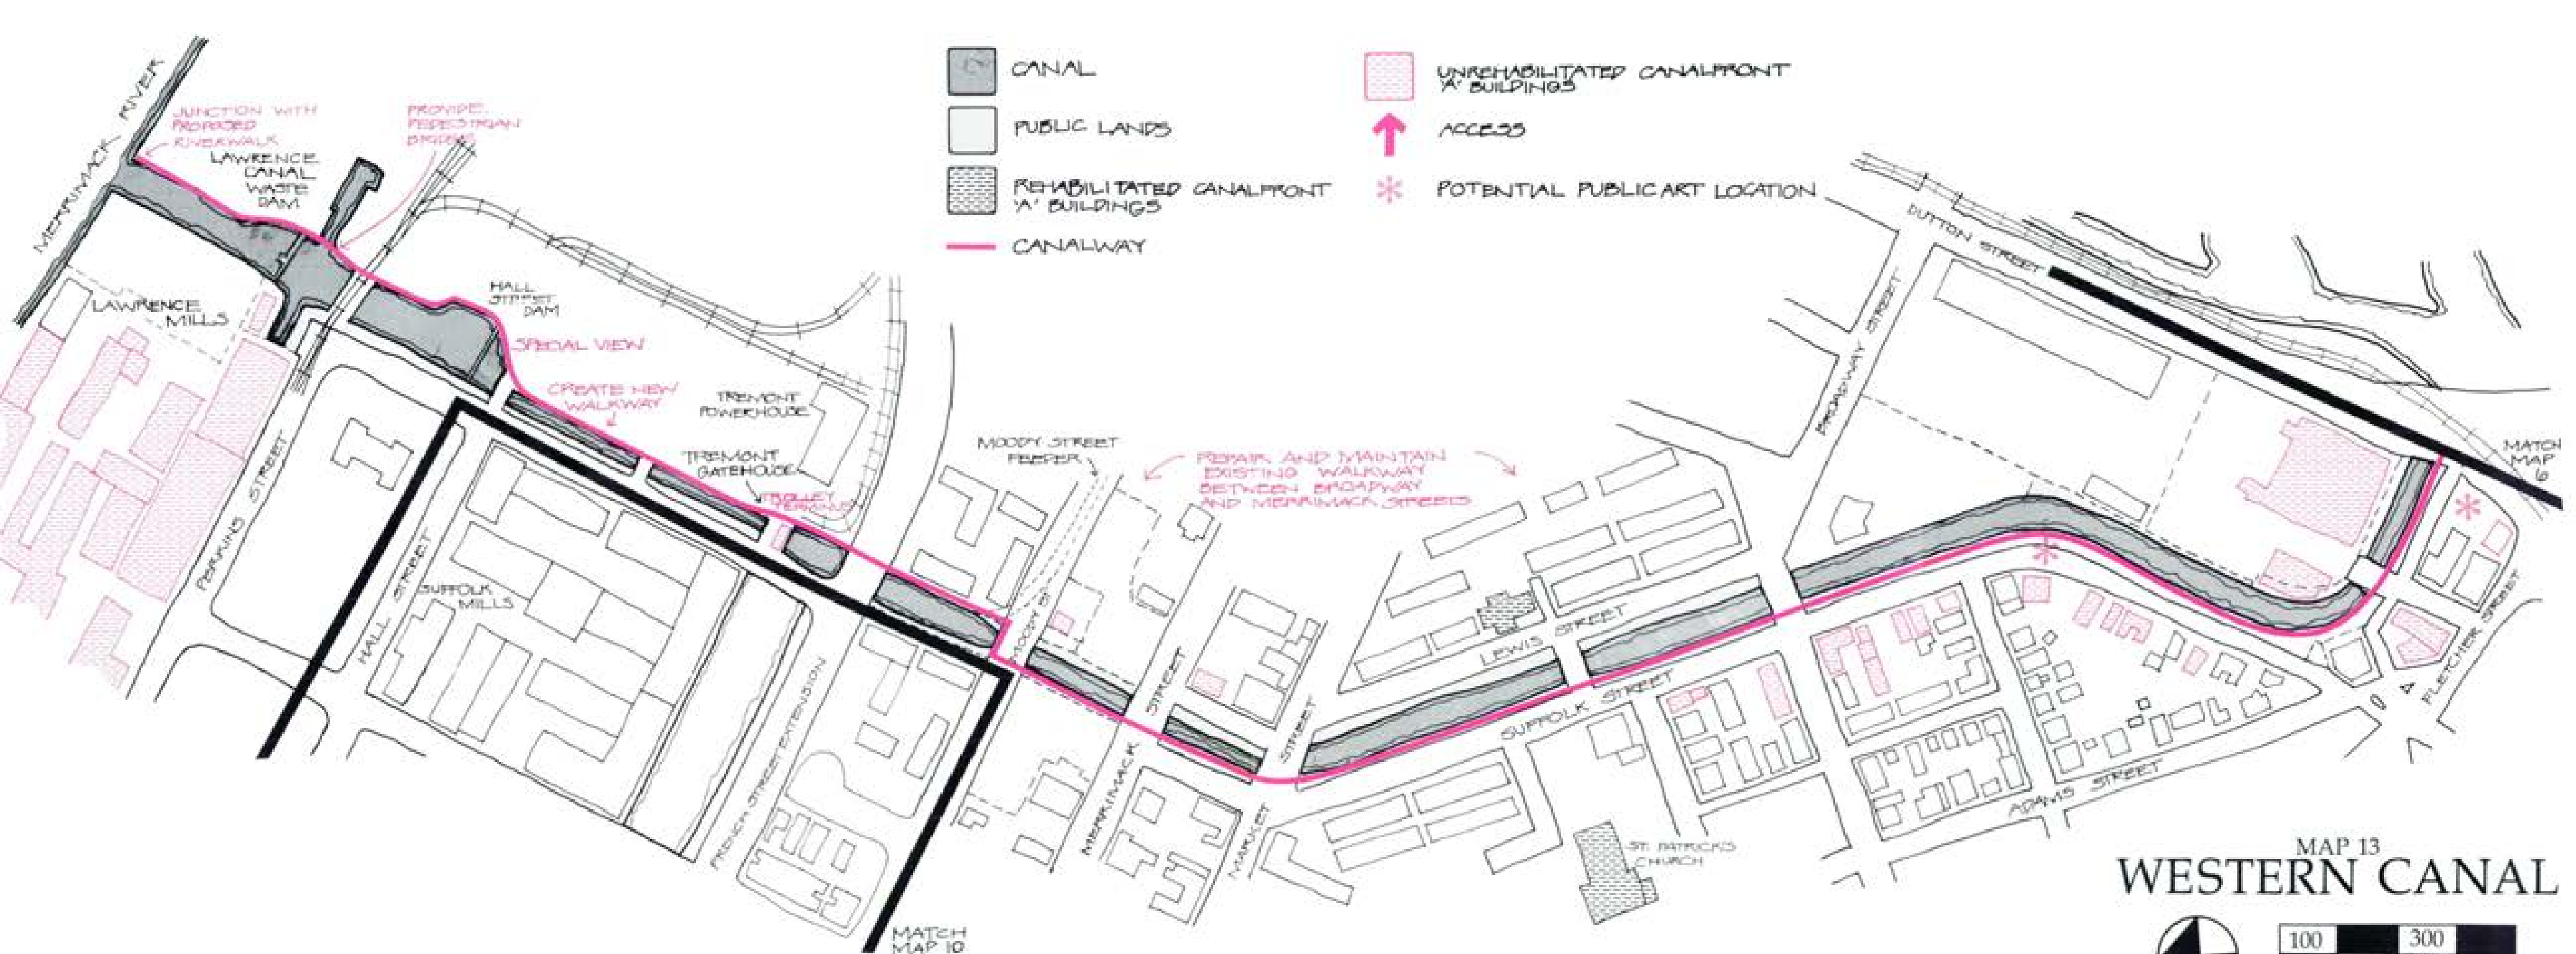 CANAL
PUBLIC LANDS
REHABILITATED CANALFRONT
'A' BUILDINGS
CANALWAY
UNREHABILITATED CANALFRONT
'A' BUILDINGS
ACCESS
POTENTIAL PUBLIC ART LOCATION
MERRIMACK RIVER
JUNCTION WITH
PROPOSED
RIVERWALK
PROVIDE
PEDESTRIAN
BRIDGE
LAWRENCE
CANAL
WASTE
DAM
LAWRENCE
MILLS
HALL
STREET
DAM
SPECIAL VIEW
CREATE NEW
WALKWAY
TREMONT
POWERHOUSE
TREMONT
GATEHOUSE
TROLLEY
TERMINUS
PERKINS STREET
HALL STREET
SUFFOLK
MILLS
FRENCH STREET EXTENSION
MOODY STREET
FEEDER
MOODY ST
REPAIR AND MAINTAIN
EXISTING WALKWAY
BETWEEN BROADWAY
AND MERRIMACK STREETS
MERRIMACK STREET
MARKET STREET
LEWIS STREET
SUFFOLK STREET
ST. PATRICKS
CHURCH
BROADWAY STREET
DUTTON STREET
ADAMS STREET
FLETCHER STREET
MATCH
MAP
6
MATCH
MAP 10
MAP 13
WESTERN CANAL
100 300